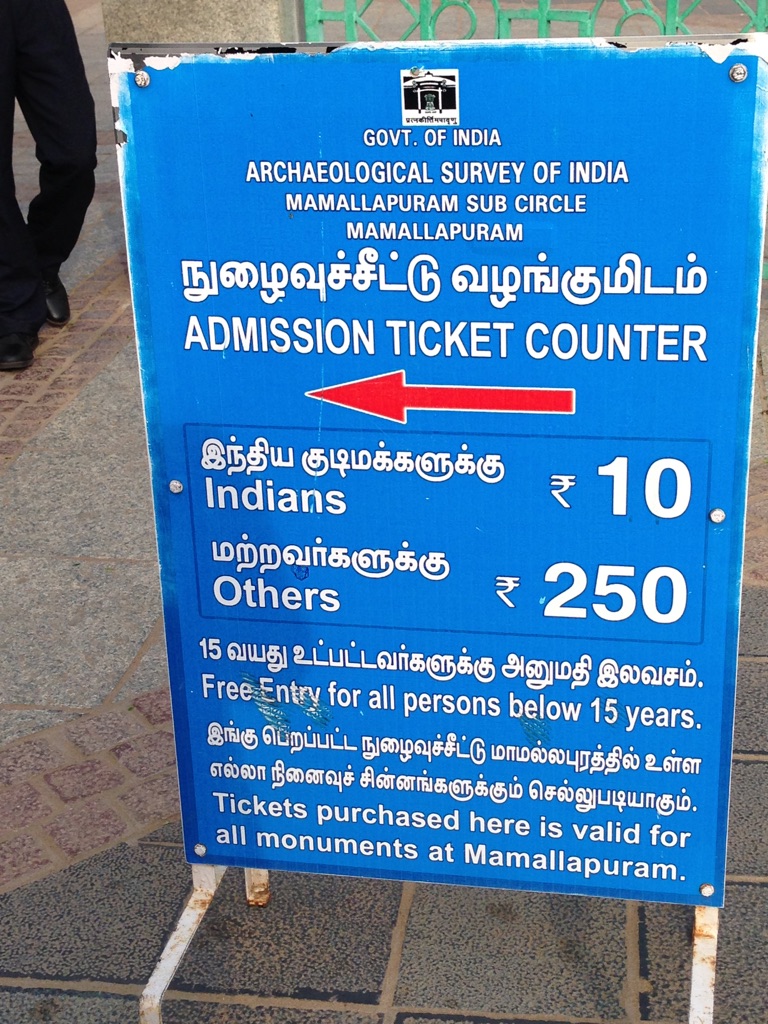 प्रत्नकीर्तिमपावृणु
GOVT. OF INDIA
ARCHAEOLOGICAL SURVEY OF INDIA
MAMALLAPURAM SUB CIRCLE
MAMALLAPURAM
நுழைவுச்சீட்டு வழங்குமிடம்
ADMISSION TICKET COUNTER
இந்திய குடிமக்களுக்கு
Indians ₹ 10
மற்றவர்களுக்கு
Others ₹ 250
15 வயது உட்பட்டவர்களுக்கு அனுமதி இலவசம்.
Free Entry for all persons below 15 years.
இங்கு பெறப்பட்ட நுழைவுச்சீட்டு மாமல்லபுரத்தில் உள்ள
எல்லா நினைவுச் சின்னங்களுக்கும் செல்லுபடியாகும்.
Tickets purchased here is valid for
all monuments at Mamallapuram.